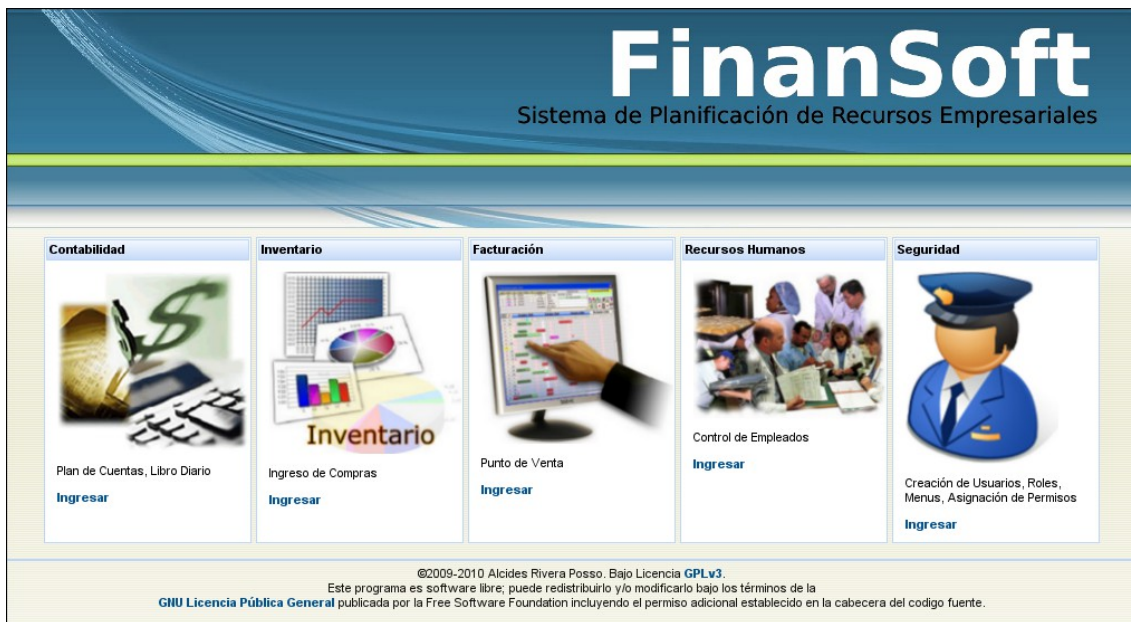 FinanSoft
Sistema de Planificación de Recursos Empresariales
Contabilidad
Plan de Cuentas, Libro Diario
Ingresar
Inventario
Inventario
Ingreso de Compras
Ingresar
Facturación
Punto de Venta
Ingresar
Recursos Humanos
Control de Empleados
Ingresar
Seguridad
Creación de Usuarios, Roles,
Menus, Asignación de Permisos
Ingresar
©2009-2010 Alcides Rivera Posso. Bajo Licencia GPLv3.
Este programa es software libre; puede redistribuirlo y/o modificarlo bajo los términos de la
GNU Licencia Pública General publicada por la Free Software Foundation incluyendo el permiso adicional establecido en la cabecera del codigo fuente.